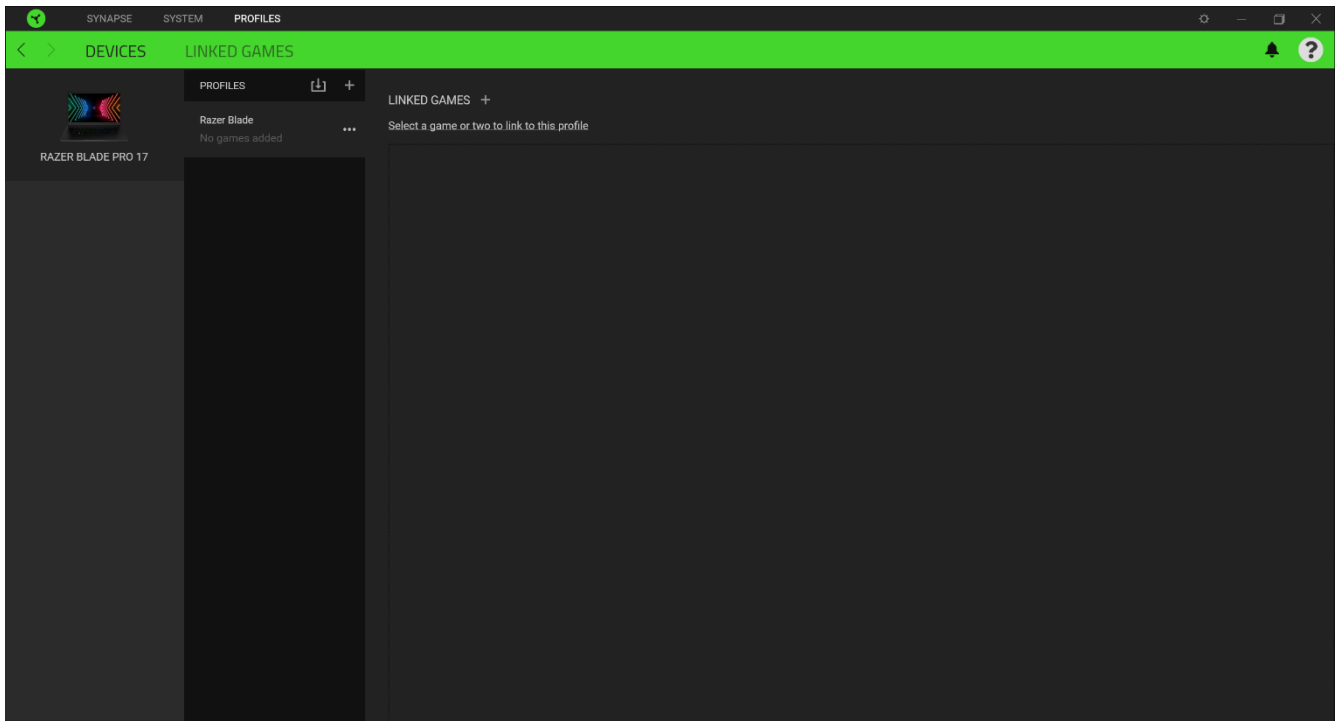 SYNAPSE SYSTEM PROFILES
DEVICES LINKED GAMES
?
RAZER BLADE PRO 17
PROFILES
Razer Blade
No games added
LINKED GAMES +
Select a game or two to link to this profile